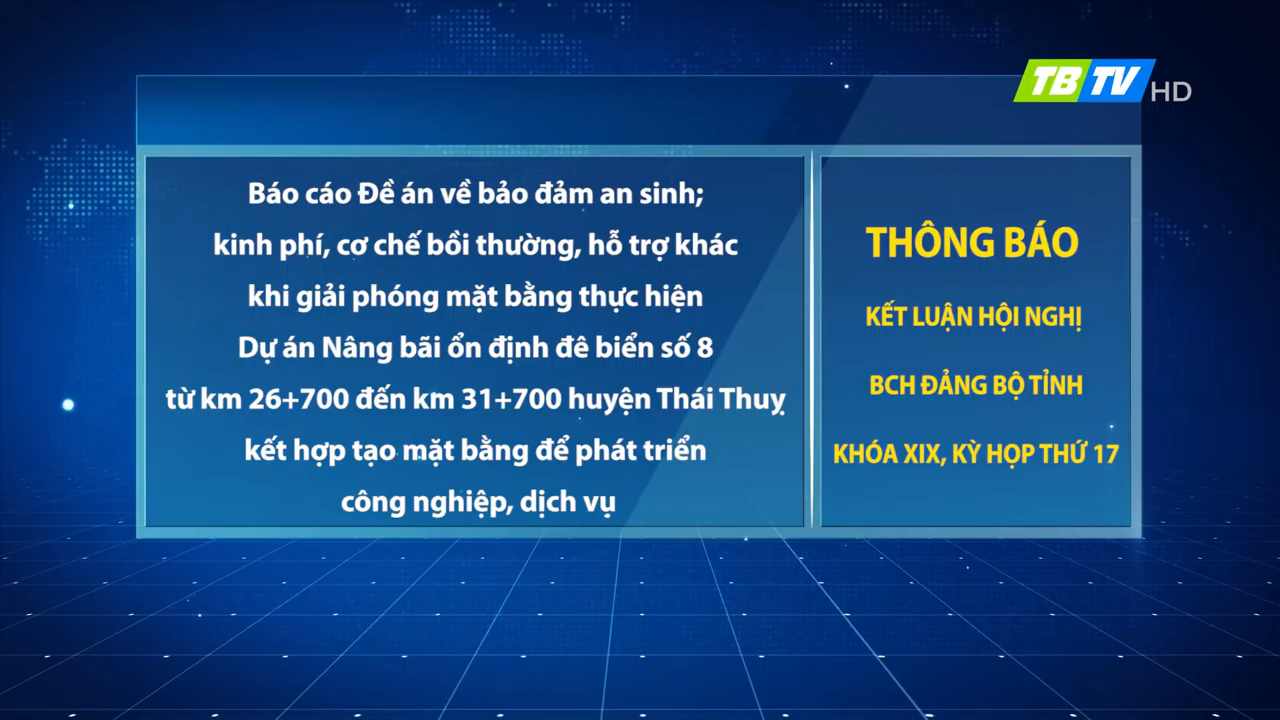 TBTV HD
Báo cáo Đề án về bảo đảm an sinh;
kinh phí, cơ chế bồi thường, hỗ trợ khác
khi giải phóng mặt bằng thực hiện
Dự án Nâng bãi ổn định đê biển số 8
từ km 26+700 đến km 31+700 huyện Thái Thuỵ
kết hợp tạo mặt bằng để phát triển
công nghiệp, dịch vụ
THÔNG BÁO
KẾT LUẬN HỘI NGHỊ
BCH ĐẢNG BỘ TỈNH
KHÓA XIX, KỲ HỌP THỨ 17